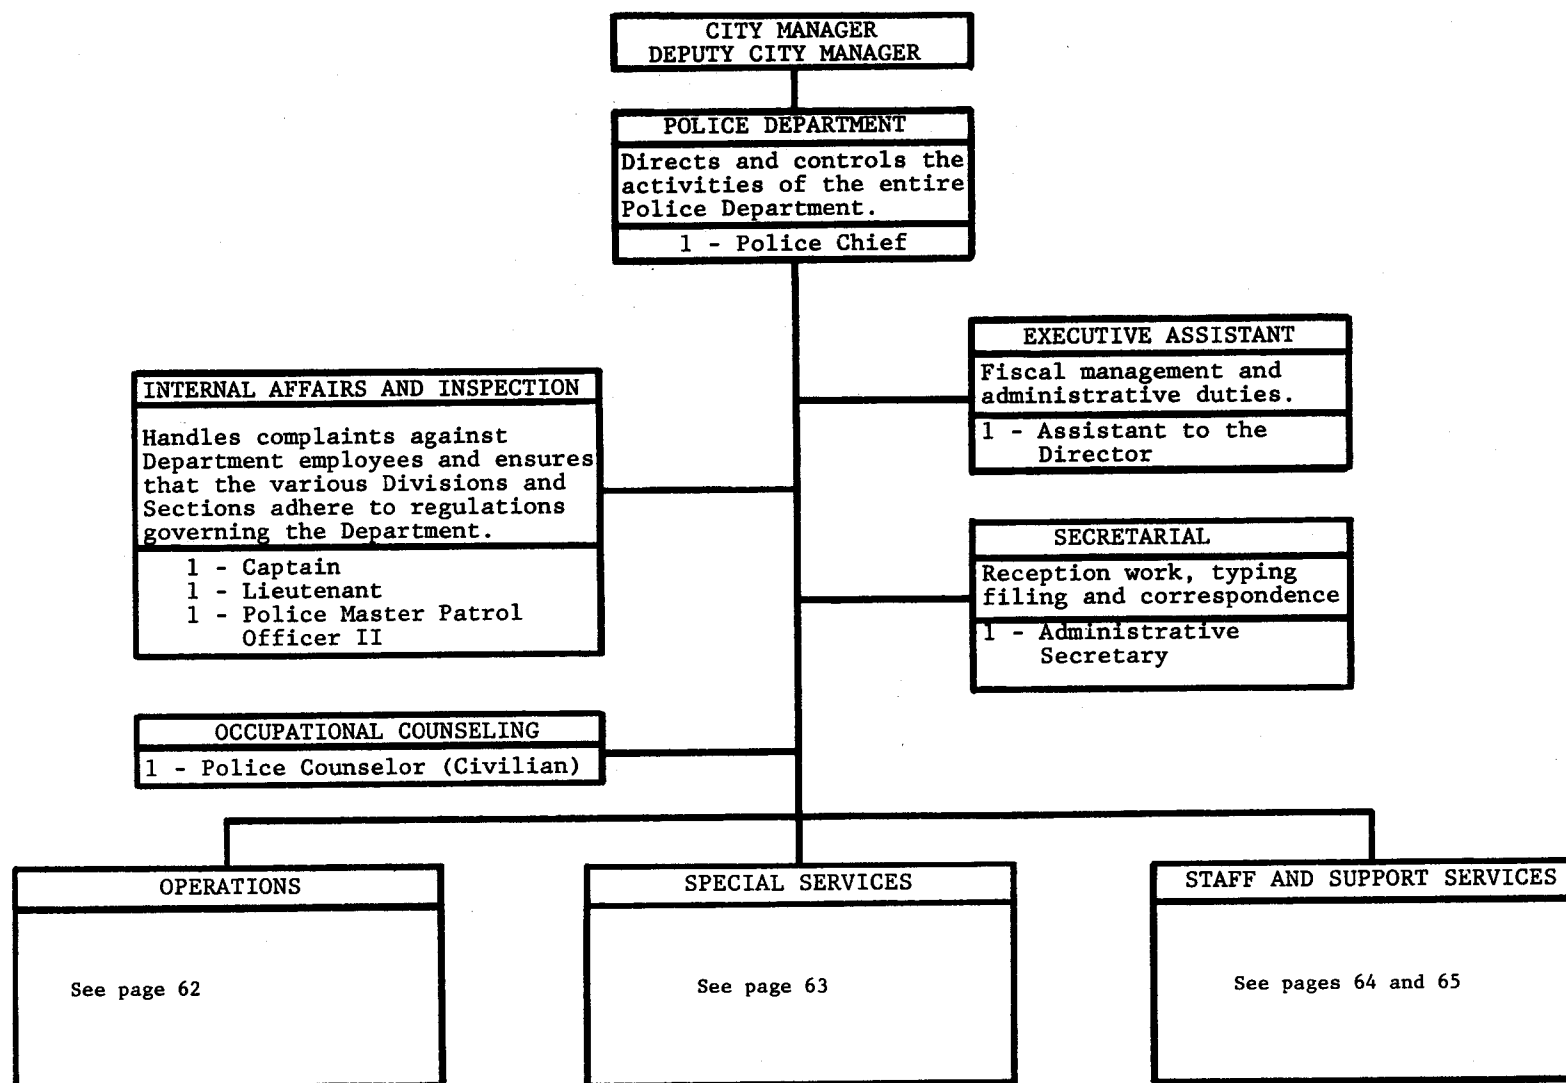 CITY MANAGER
DEPUTY CITY MANAGER
POLICE DEPARTMENT
Directs and controls the
activities of the entire
Police Department.
1 - Police Chief
EXECUTIVE ASSISTANT
Fiscal management and
administrative duties.
1 - Assistant to the
Director
INTERNAL AFFAIRS AND INSPECTION
Handles complaints against
Department employees and ensures
that the various Divisions and
Sections adhere to regulations
governing the Department.
1 - Captain
1 - Lieutenant
1 - Police Master Patrol
Officer II
SECRETARIAL
Reception work, typing
filing and correspondence
1 - Administrative
Secretary
OCCUPATIONAL COUNSELING
1 - Police Counselor (Civilian)
OPERATIONS
See page 62
SPECIAL SERVICES
See page 63
STAFF AND SUPPORT SERVICES
See pages 64 and 65